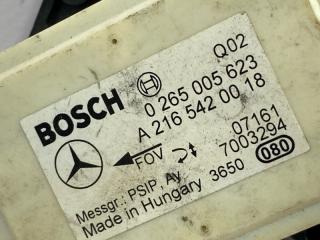 Q02
BOSCH 0 265 005 623
A 216 542 00 18
07161
FOV 7003294
Messgr.: PSIP, Ay 3650 080
Made in Hungary